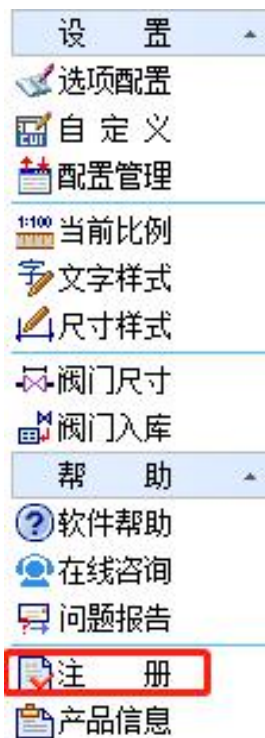 设 置
选项配置
CUI
自 定 义
配置管理
1:100
当前比例
字
文字样式
尺寸样式
阀门尺寸
阀门入库
帮 助
?
软件帮助
在线咨询
问题报告
注 册
产品信息